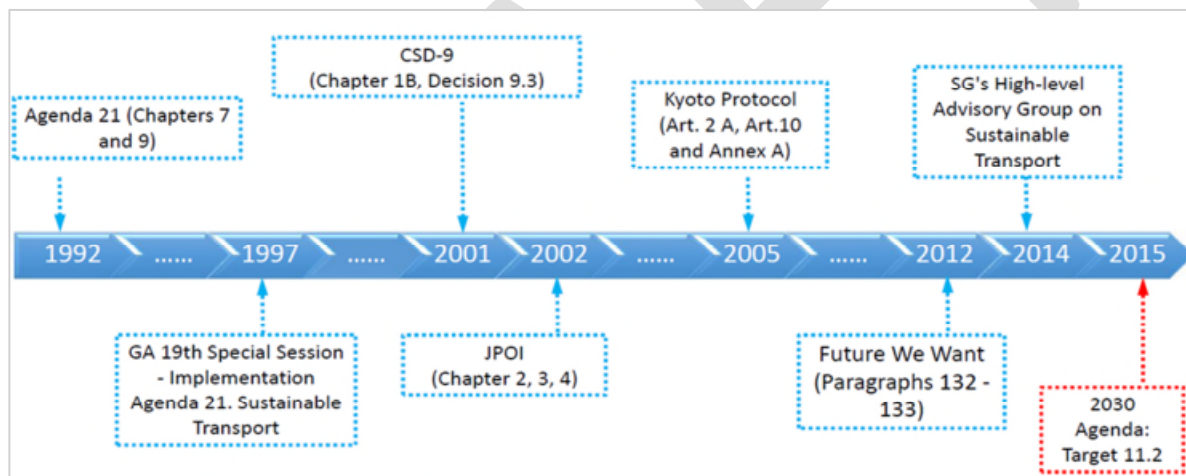 CSD-9
(Chapter 1B, Decision 9.3)
Agenda 21 (Chapters 7
and 9)
Kyoto Protocol
(Art. 2 A, Art.10
and Annex A)
SG's High-level
Advisory Group on
Sustainable
Transport
1992 ...... 1997 ...... 2001 2002 ...... 2005 ...... 2012 2014 2015
GA 19th Special Session
- Implementation
Agenda 21. Sustainable
Transport
JPOI
(Chapter 2, 3, 4)
Future We Want
(Paragraphs 132 -
133)
2030
Agenda:
Target 11.2